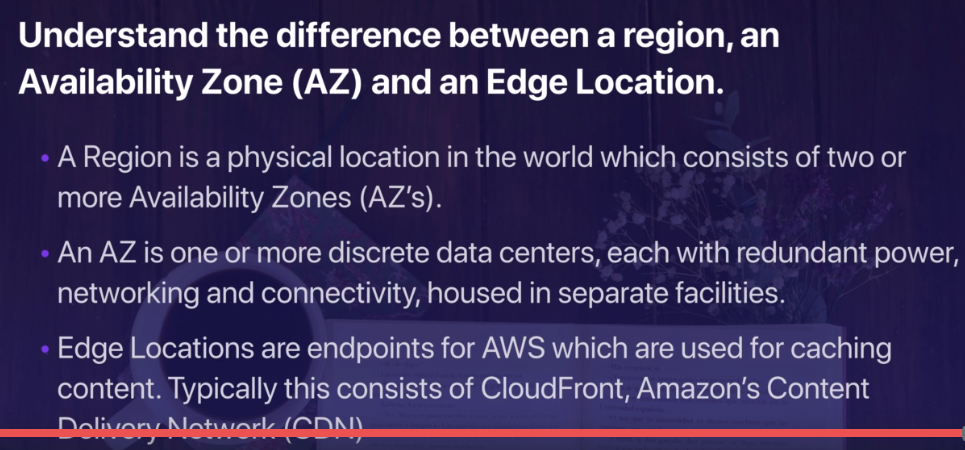 Understand the difference between a region, an
Availability Zone (AZ) and an Edge Location.
• A Region is a physical location in the world which consists of two or
more Availability Zones (AZ's).
• An AZ is one or more discrete data centers, each with redundant power,
networking and connectivity, housed in separate facilities.
• Edge Locations are endpoints for AWS which are used for caching
content. Typically this consists of CloudFront, Amazon's Content
Delivery Network (CDN)